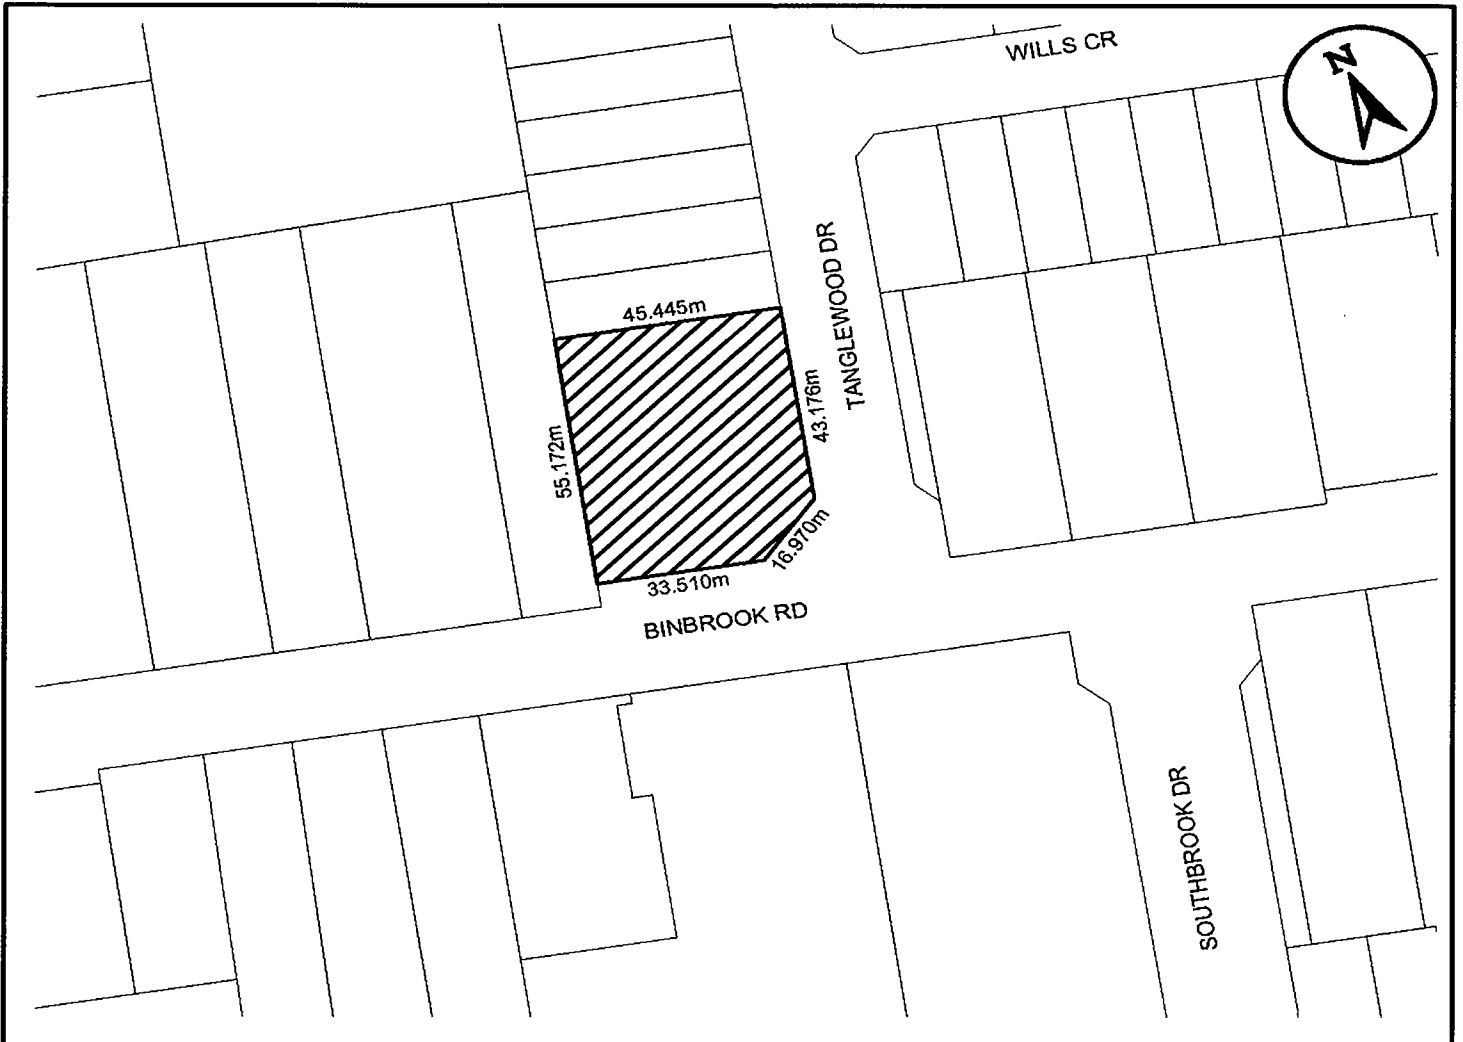 WILLS CR
N
TANGLEWOOD DR
45.445m
43.176m
55.172m
16.970m
33.510m
BINBROOK RD
SOUTHBROOK DR